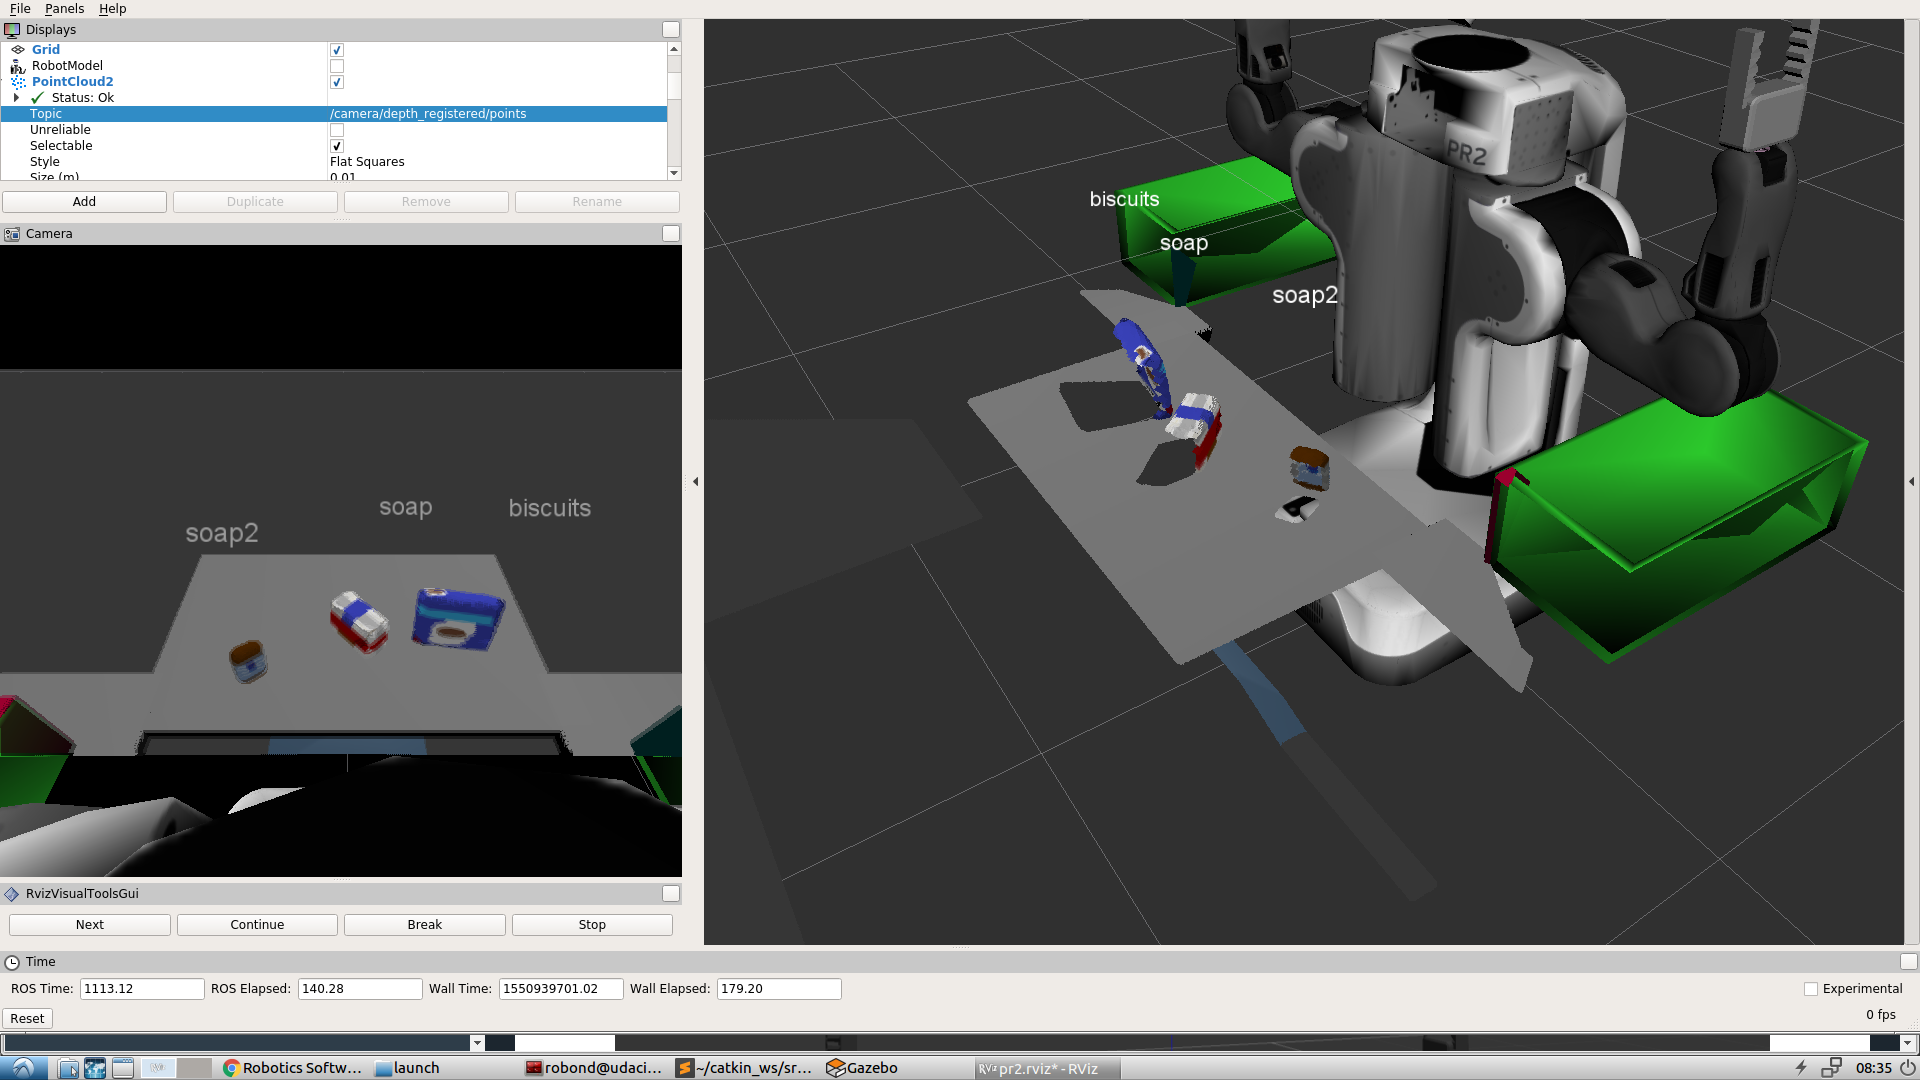 File Panels Help
Displays
Grid
RobotModel
PointCloud2
Status: Ok
Topic /camera/depth_registered/points
Unreliable
Selectable
Style Flat Squares
Size (m) 0.01
Add Duplicate Remove Rename
Camera
soap biscuits
soap2
RvizVisualToolsGui
Next Continue Break Stop
PR2
biscuits
soap
soap2
Time
ROS Time: 1113.12 ROS Elapsed: 140.28 Wall Time: 1550939701.02 Wall Elapsed: 179.20 Experimental
Reset 0 fps
Robotics Softw... launch robond@udaci... ~/catkin_ws/sr... Gazebo pr2.rviz* - RViz 08:35